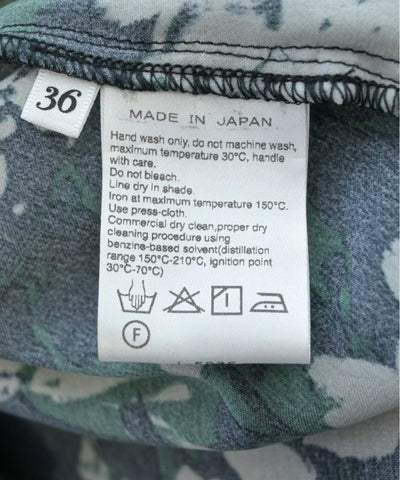 36
MADE IN JAPAN
Hand wash only, do not machine wash,
maximum temperature 30°C, handle
with care.
Do not bleach.
Line dry in shade.
Iron at maximum temperature 150°C.
Use press-cloth.
Commercial dry clean,proper dry
cleaning procedure using
benzine-based solvent(distillation
range 150°C-210°C, ignition point
30°C-70°C)
F